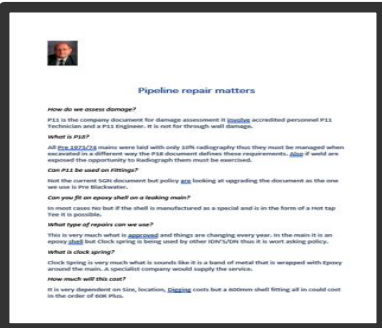 Pipeline repair matters
How do we assess damage?
P11 is the company document for damage assessment it involve accredited personnel P11
Technician and a P11 Engineer. It is not for through wall damage.
What is P18?
All Pre 1973/74 mains were laid with only 10% radiography thus they must be managed when
excavated in a different way the P18 document defines these requirements. Also if weld are
exposed the opportunity to Radiograph them must be exercised.
Can P11 be used on Fittings?
Not the current SGN document but policy are looking at upgrading the document as the one
we use is Pre Blackwater.
Can you fit an epoxy shell on a leaking main?
In most cases No but if the shell is manufactured as a special and is in the form of a Hot tap
Tee it is possible.
What type of repairs can we use?
This is very much what is approved and things are changing every year. In the main it is an
epoxy shell but Clock spring is being used by other IDN'S/DN thus it is wort asking policy.
What is clock spring?
Clock Spring is very much what is sounds like it is a band of metal that is wrapped with Epoxy
around the main. A specialist company would supply the service.
How much will this cost?
It is very dependent on Size, location, Digging costs but a 600mm shell fitting all in could cost
in the order of 60K Plus.